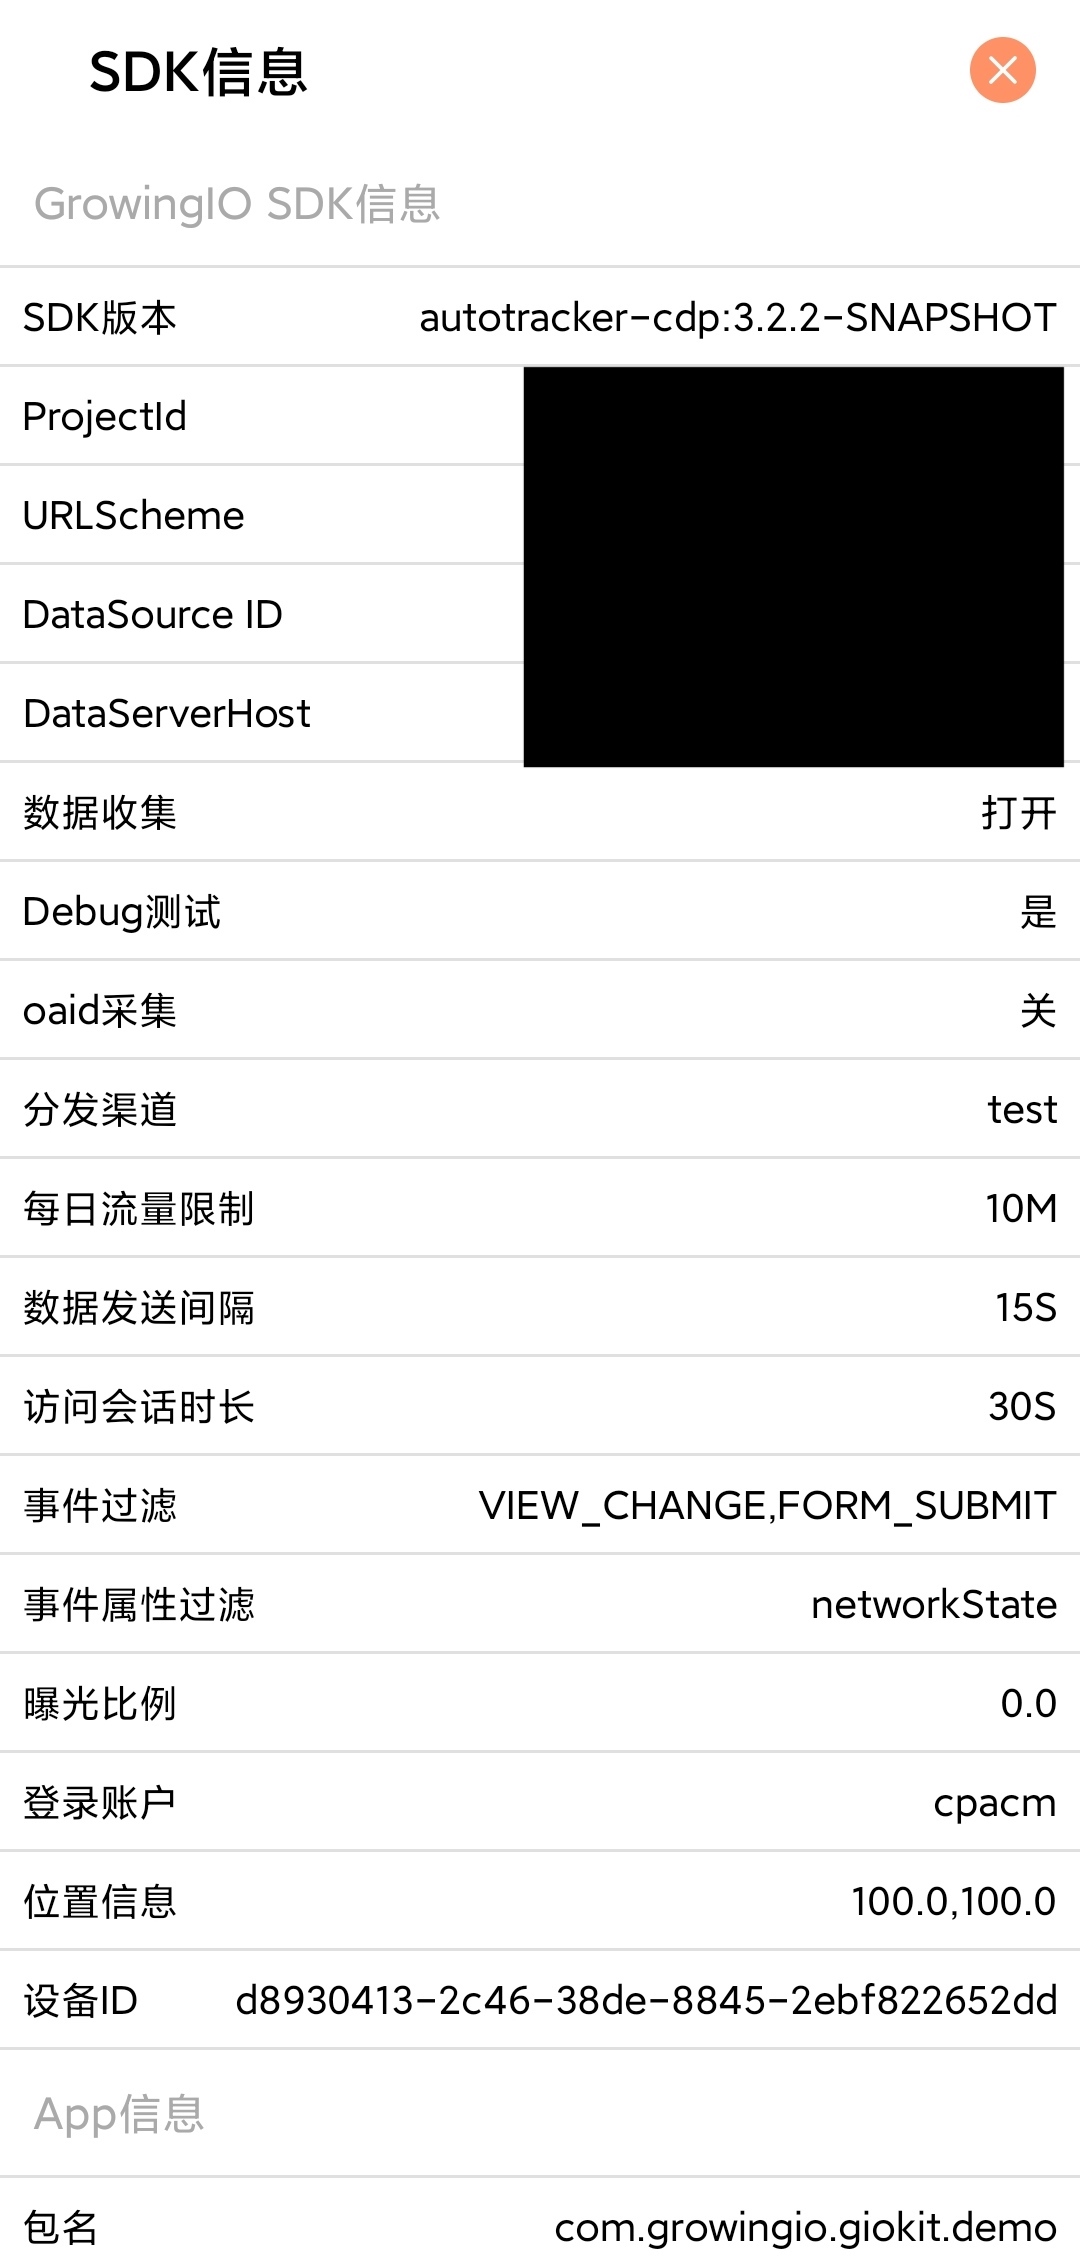 SDK信息
GrowingIO SDK信息
SDK版本 autotracker-cdp:3.2.2-SNAPSHOT
ProjectId
URLScheme
DataSource ID
DataServerHost
数据收集 打开
Debug测试 是
oaid采集 关
分发渠道 test
每日流量限制 10M
数据发送间隔 15S
访问会话时长 30S
事件过滤 VIEW_CHANGE,FORM_SUBMIT
事件属性过滤 networkState
曝光比例 0.0
登录账户 cpacm
位置信息 100.0,100.0
设备ID d8930413-2c46-38de-8845-2ebf822652dd
App信息
包名 com.growingio.giokit.demo